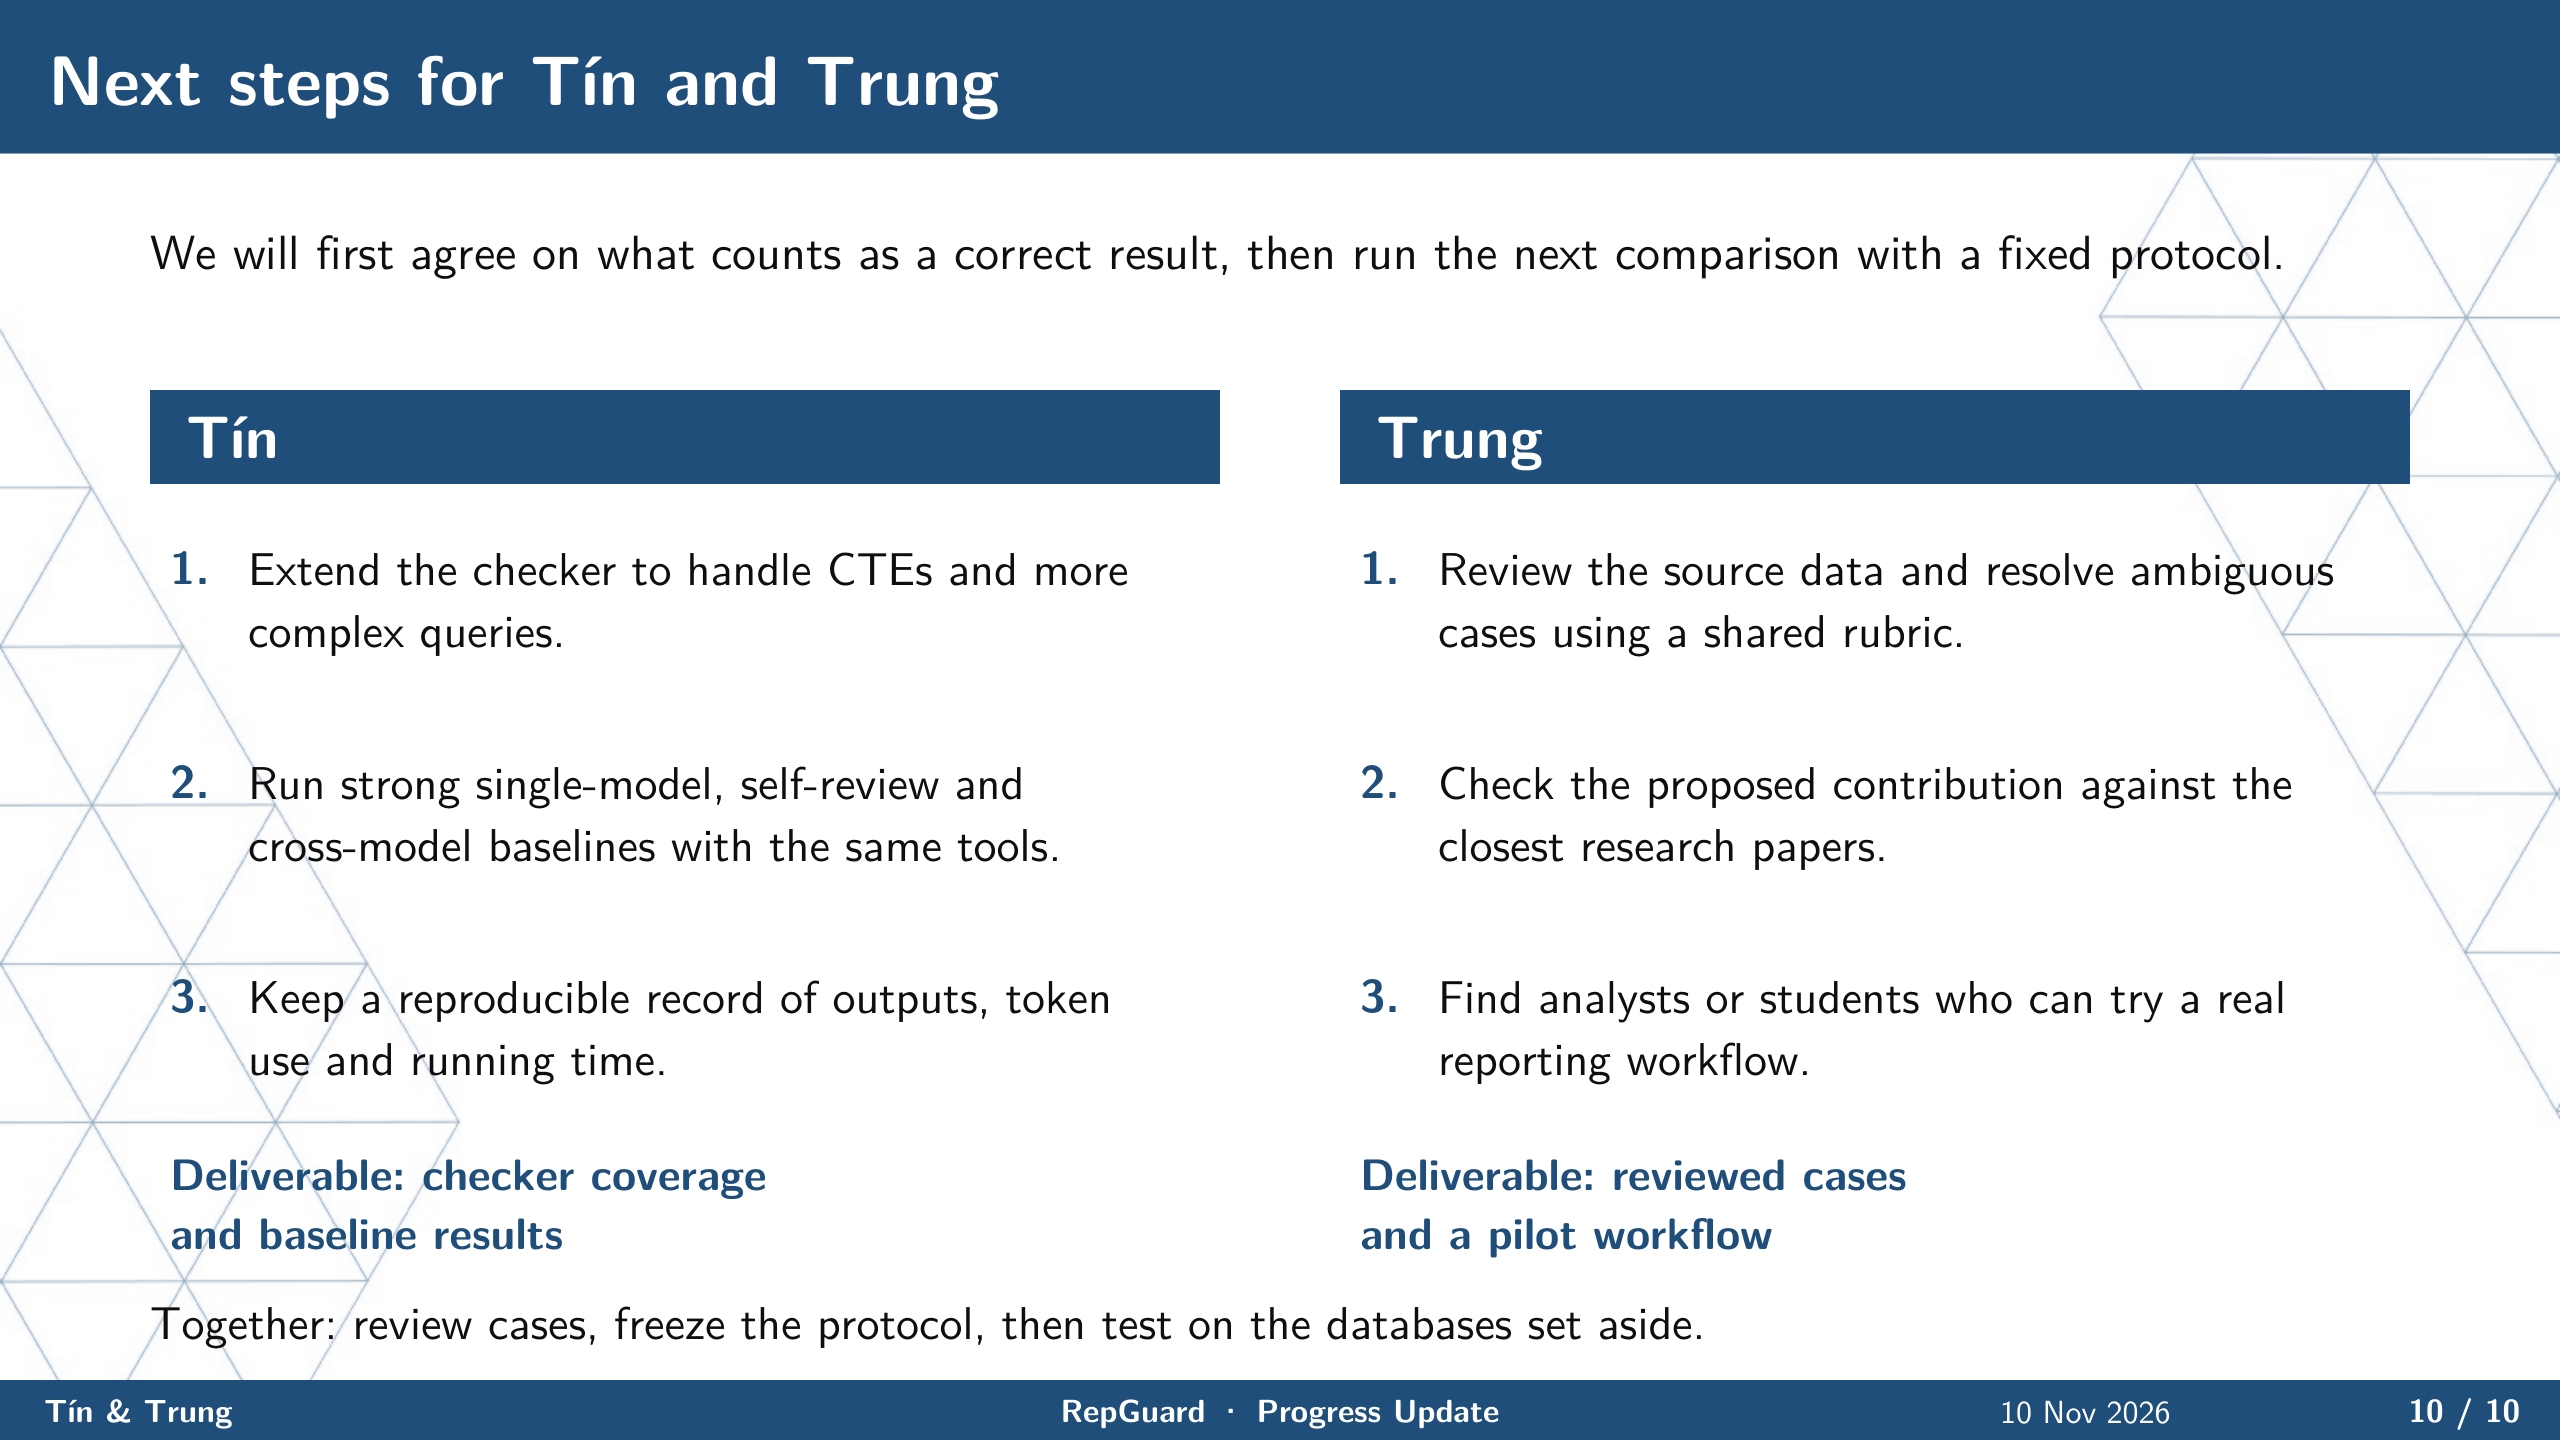 Next steps for Tín and Trung
We will first agree on what counts as a correct result, then run the next comparison with a fixed protocol.
Tín
1. Extend the checker to handle CTEs and more
complex queries.
2. Run strong single-model, self-review and
cross-model baselines with the same tools.
3. Keep a reproducible record of outputs, token
use and running time.
Deliverable: checker coverage
and baseline results
Trung
1. Review the source data and resolve ambiguous
cases using a shared rubric.
2. Check the proposed contribution against the
closest research papers.
3. Find analysts or students who can try a real
reporting workflow.
Deliverable: reviewed cases
and a pilot workflow
Together: review cases, freeze the protocol, then test on the databases set aside.
Tín & Trung
RepGuard · Progress Update
10 Nov 2026
10 / 10